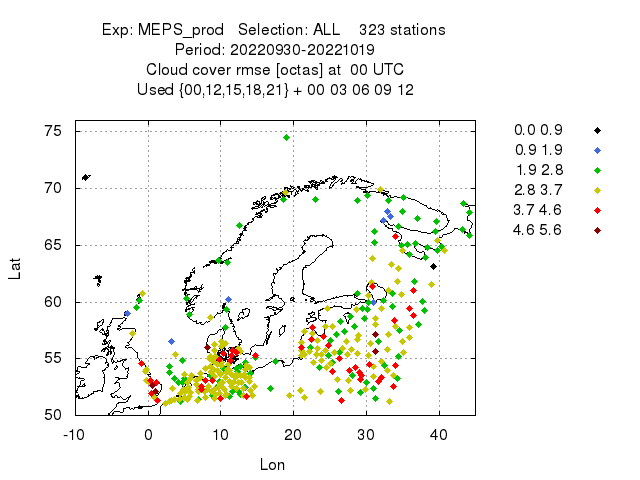 Exp: MEPS_prod Selection: ALL 323 stations
Period: 20220930-20221019
Cloud cover rmse [octas] at 00 UTC
Used {00,12,15,18,21} + 00 03 06 09 12
0.0 0.9
0.9 1.9
1.9 2.8
2.8 3.7
3.7 4.6
4.6 5.6
75
70
65
60
55
50
Lat
-10 0 10 20 30 40
Lon